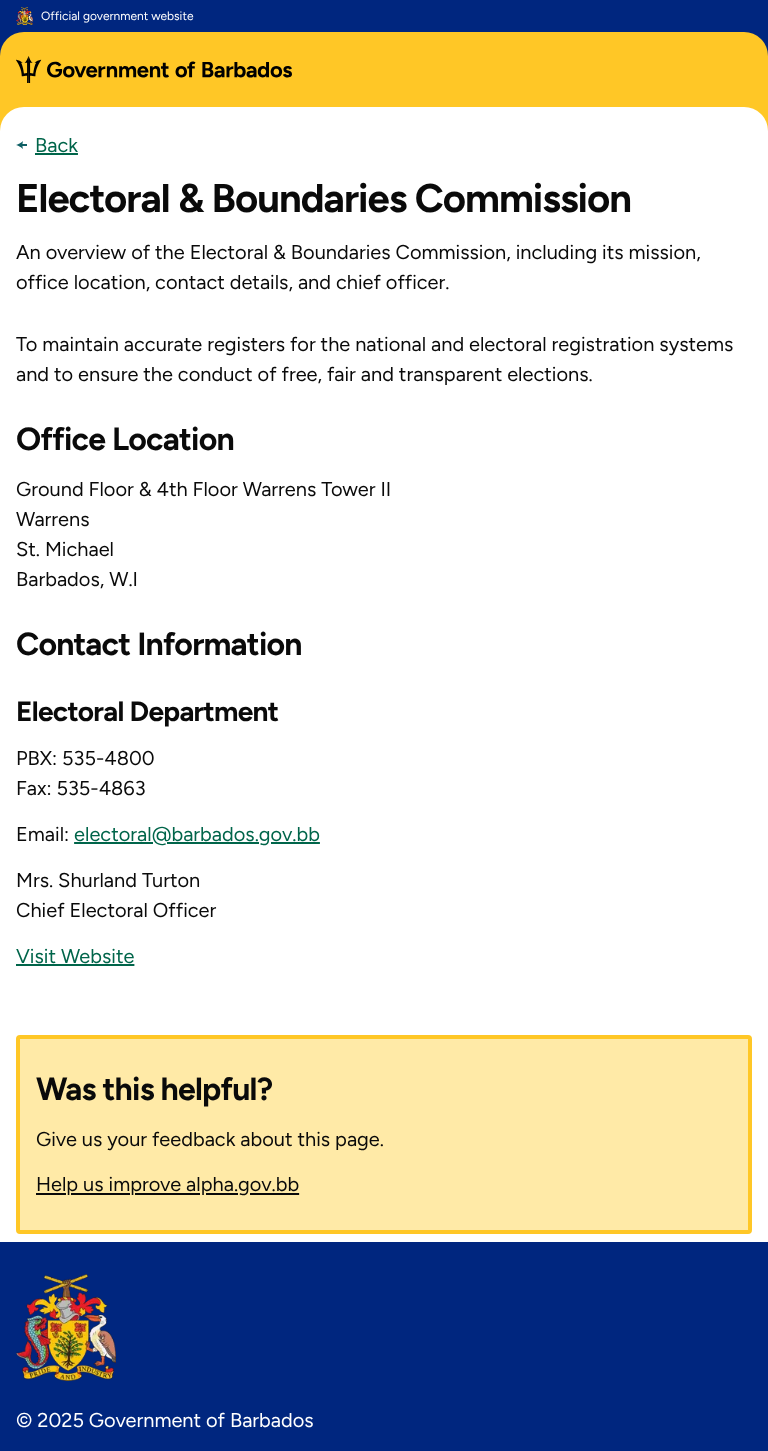 Official government website
Government of Barbados
Back
Electoral & Boundaries Commission
An overview of the Electoral & Boundaries Commission, including its mission,
office location, contact details, and chief officer.
To maintain accurate registers for the national and electoral registration systems
and to ensure the conduct of free, fair and transparent elections.
Office Location
Ground Floor & 4th Floor Warrens Tower II
Warrens
St. Michael
Barbados, W.I
Contact Information
Electoral Department
PBX: 535-4800
Fax: 535-4863
Email: electoral@barbados.gov.bb
Mrs. Shurland Turton
Chief Electoral Officer
Visit Website
Was this helpful?
Give us your feedback about this page.
Help us improve alpha.gov.bb
PRIDE AND INDUSTRY
© 2025 Government of Barbados